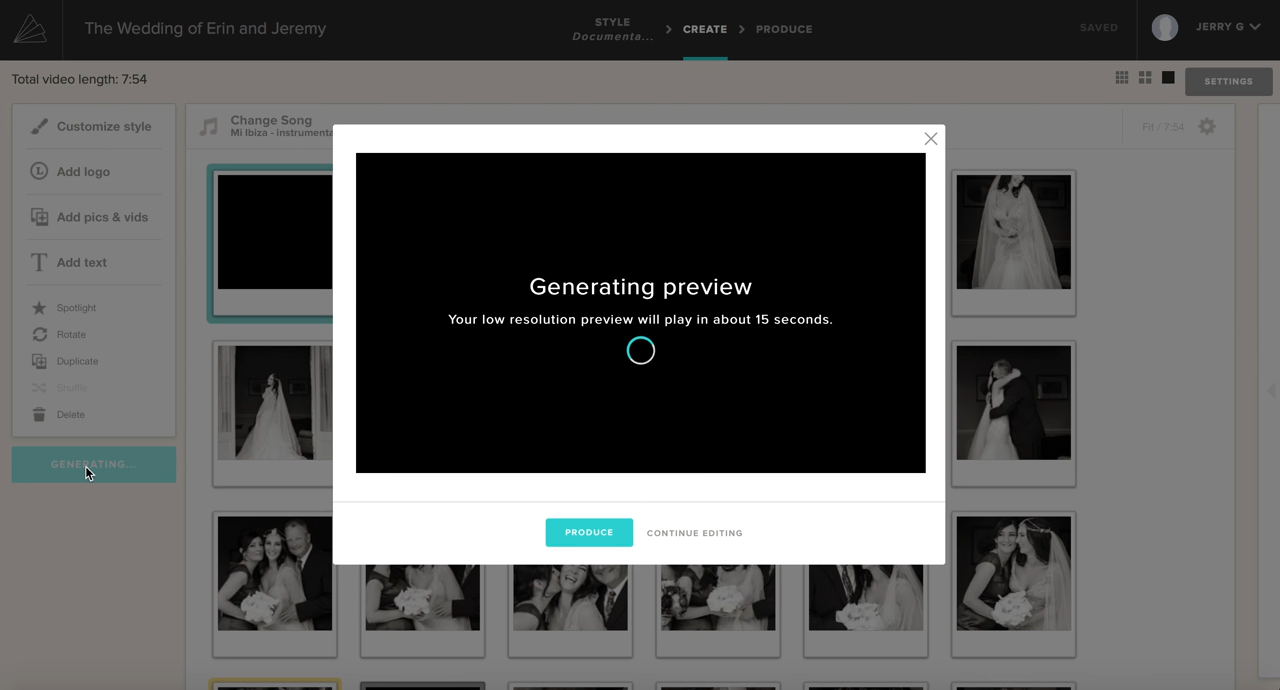 The Wedding of Erin and Jeremy
STYLE
Documenta...
CREATE
PRODUCE
SAVED
JERRY G
Total video length: 7:54
SETTINGS
Customize style
Add logo
Add pics & vids
Add text
Spotlight
Rotate
Duplicate
Shuffle
Delete
GENERATING...
Change Song
Mi Ibiza - instrumenta
Fit / 7:54
Generating preview
Your low resolution preview will play in about 15 seconds.
PRODUCE
CONTINUE EDITING